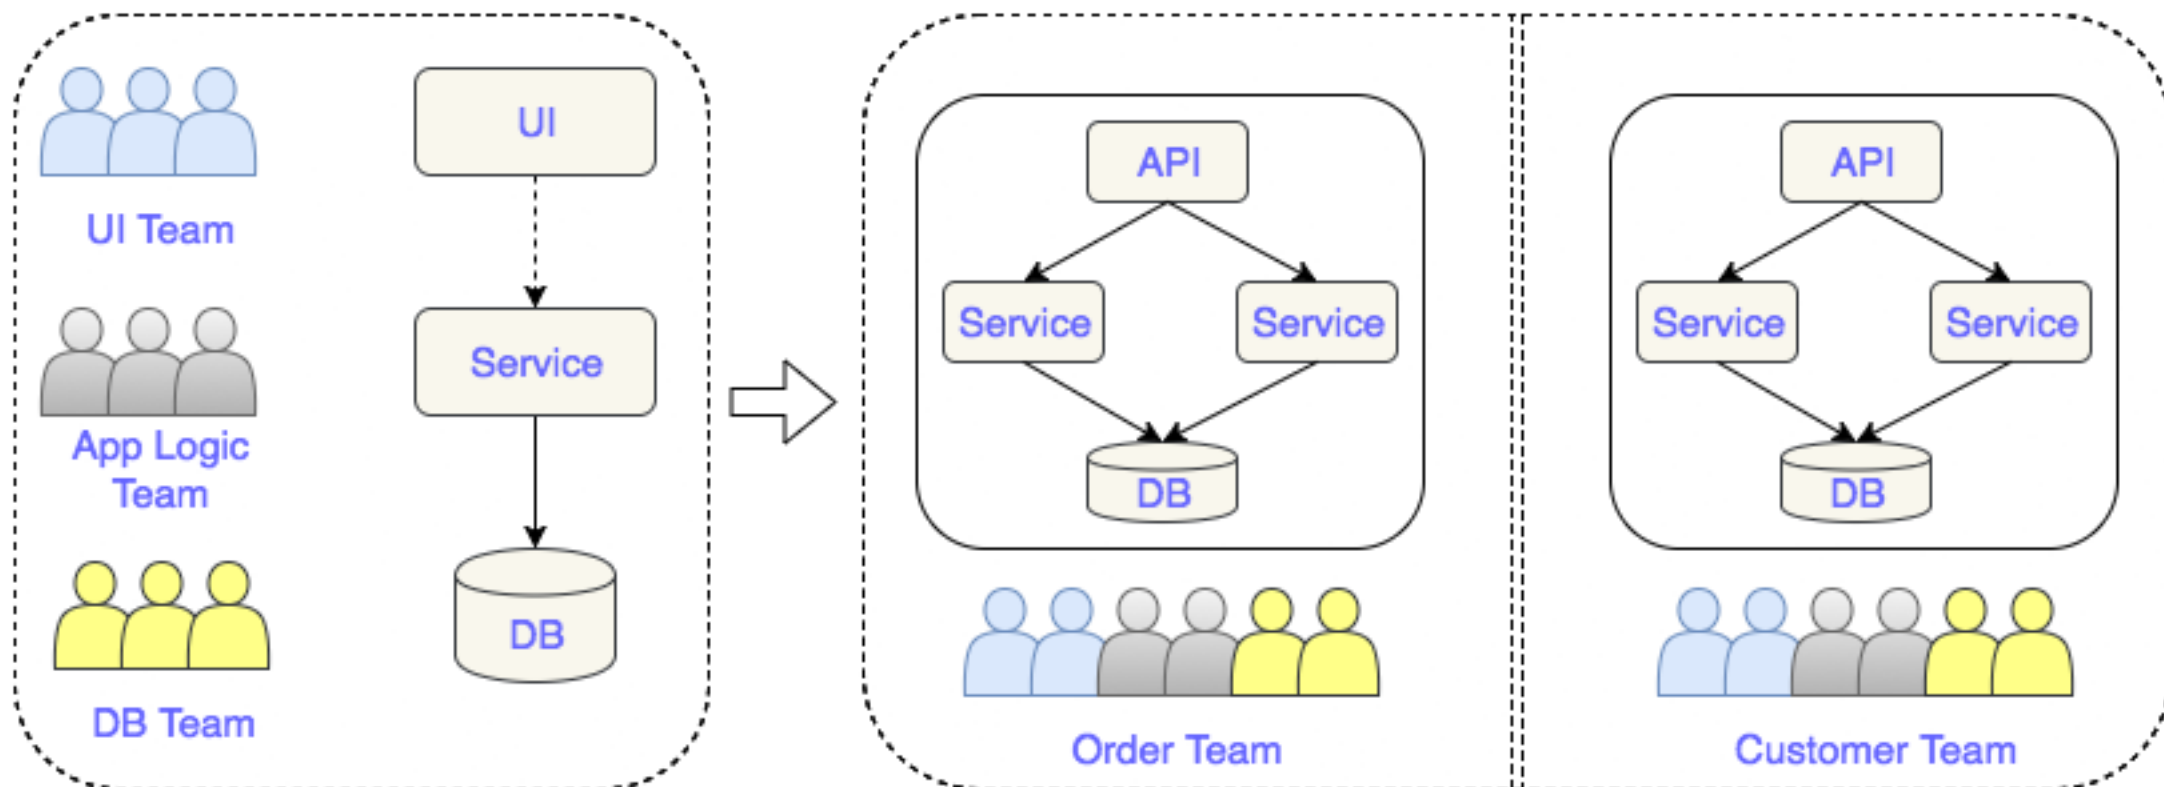 UI
UI Team
Service
App Logic
Team
DB
DB Team
API
Service
Service
DB
Order Team
API
Service
Service
DB
Customer Team